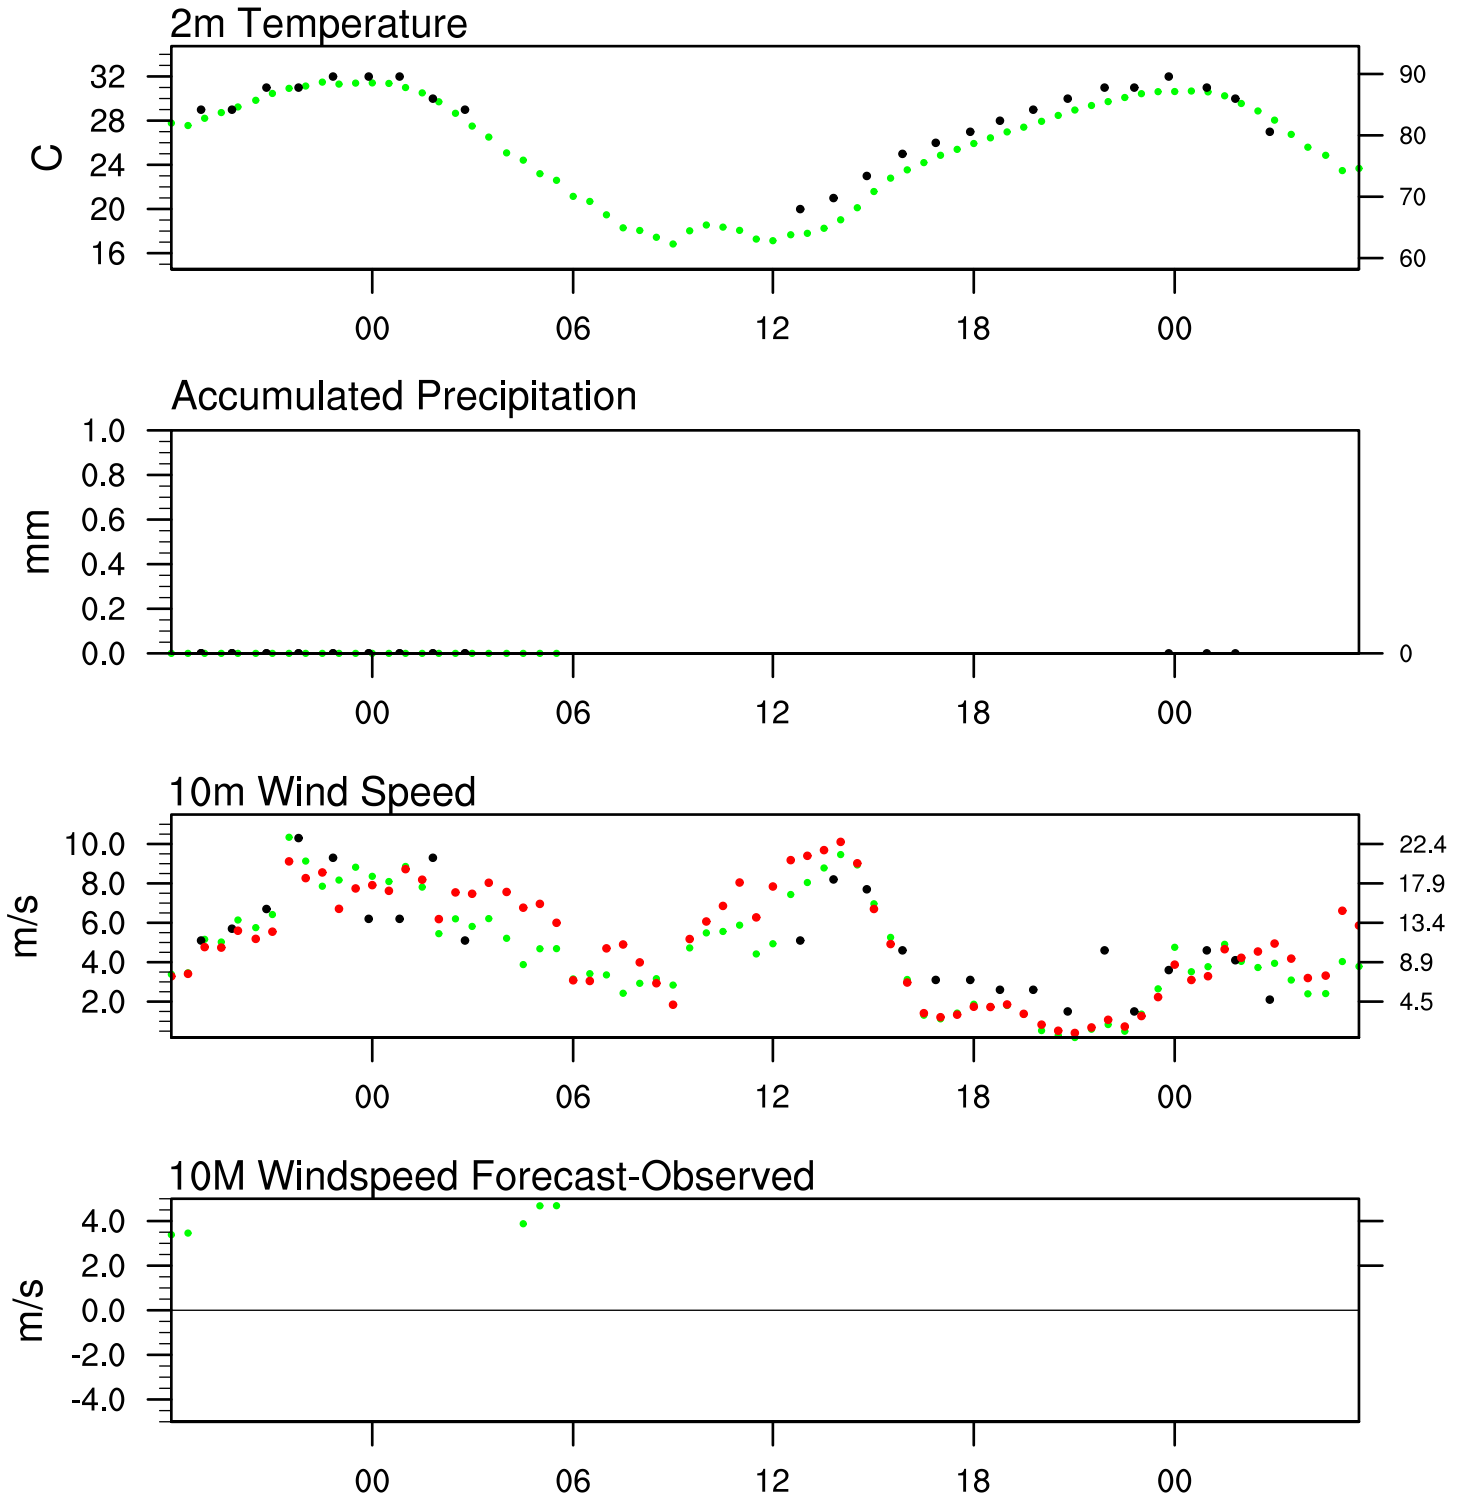 2m Temperature
32 90
28 80
C
24
20 70
16 60
00 06 12 18 00
Accumulated Precipitation
1.0
0.8
0.6
mm
0.4
0.2
0.0 0
00 06 12 18 00
10m Wind Speed
10.0 22.4
8.0 17.9
m/s
6.0 13.4
4.0 8.9
2.0 4.5
00 06 12 18 00
10M Windspeed Forecast-Observed
4.0
2.0
m/s
0.0
-2.0
-4.0
00 06 12 18 00